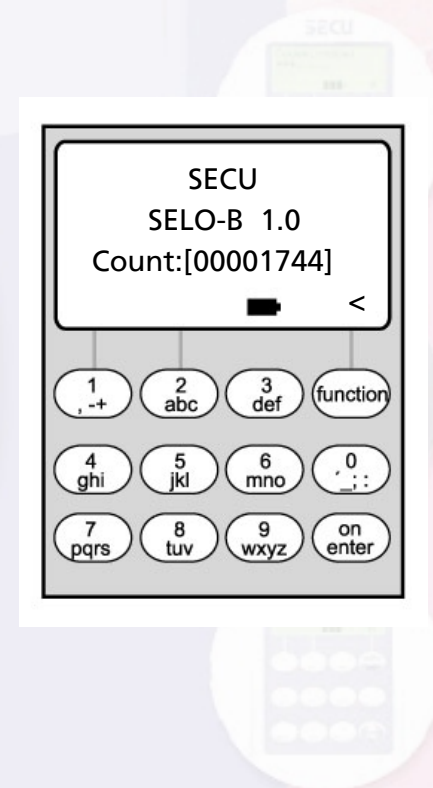 SECU
SECU
SELO-B 1.0
Count:[00001744]
<
1 2 3 function
, -+ abc def
4 5 6 0
ghi jkl mno ´_; :
7 8 9 on
pqrs tuv wxyz enter